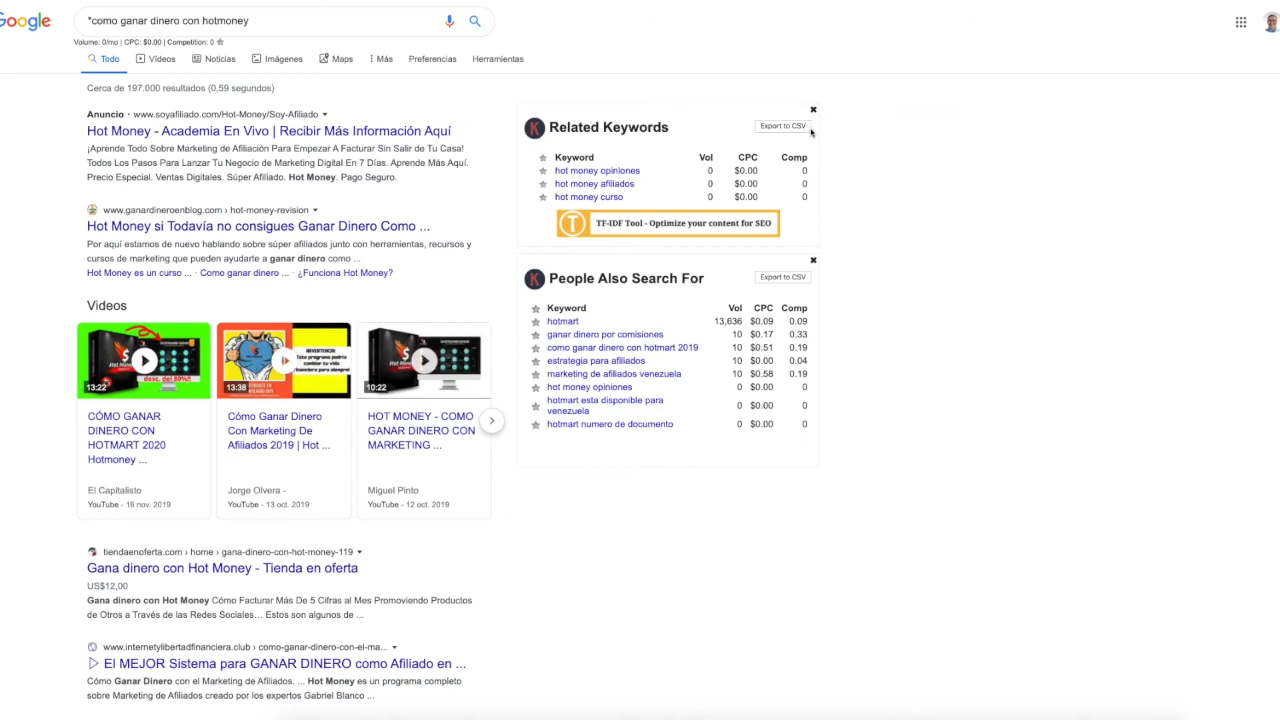 Google
*como ganar dinero con hotmoney
Volume: 0/mo | CPC: $0.00 | Competition: 0
Todo
Vídeos
Noticias
Imágenes
Maps
Más
Preferencias
Herramientas
Cerca de 197.000 resultados (0,59 segundos)
Anuncio · www.soyafiliado.com/Hot-Money/Soy-Afiliado
Hot Money - Academia En Vivo | Recibir Más Información Aquí
¡Aprende Todo Sobre Marketing de Afiliación Para Empezar A Facturar Sin Salir de Tu Casa!
Todos Los Pasos Para Lanzar Tu Negocio de Marketing Digital En 7 Días. Aprende Más Aquí.
Precio Especial. Ventas Digitales. Súper Afiliado. Hot Money. Pago Seguro.
www.ganardineroenblog.com › hot-money-revision
Hot Money si Todavía no consigues Ganar Dinero Como ...
Por aquí estamos de nuevo hablando sobre súper afiliados junto con herramientas, recursos y
cursos de marketing que pueden ayudarte a ganar dinero como ...
Hot Money es un curso ... · Como ganar dinero ... · ¿Funciona Hot Money?
Videos
desc. del 80%!!
13:22
CÓMO GANAR
DINERO CON
HOTMART 2020
Hotmoney ...
El Capitalisto
YouTube - 16 nov. 2019
ADVERTENCIA:
13:38
Cómo Ganar Dinero
Con Marketing De
Afiliados 2019 | Hot ...
Jorge Olvera -
YouTube - 13 oct. 2019
10:22
HOT MONEY - COMO
GANAR DINERO CON
MARKETING ...
Miguel Pinto
YouTube - 12 oct. 2019
tiendaenoferta.com › home › gana-dinero-con-hot-money-119
Gana dinero con Hot Money - Tienda en oferta
US$12,00
Gana dinero con Hot Money Cómo Facturar Más De 5 Cifras al Mes Promoviendo Productos
de Otros a Través de las Redes Sociales… Estos son algunos de ...
www.internetylibertadfinanciera.club › como-ganar-dinero-con-el-ma...
▷ El MEJOR Sistema para GANAR DINERO como Afiliado en ...
Cómo Ganar Dinero con el Marketing de Afiliados. ... Hot Money es un programa completo
sobre Marketing de Afiliados creado por los expertos Gabriel Blanco ...
K Related Keywords
Export to CSV
Keyword Vol CPC Comp
hot money opiniones 0 $0.00 0
hot money afiliados 0 $0.00 0
hot money curso 0 $0.00 0
T TF-IDF Tool - Optimize your content for SEO
K People Also Search For
Export to CSV
Keyword Vol CPC Comp
hotmart 13,636 $0.09 0.09
ganar dinero por comisiones 10 $0.17 0.33
como ganar dinero con hotmart 2019 10 $0.51 0.19
estrategia para afiliados 10 $0.00 0.04
marketing de afiliados venezuela 10 $0.58 0.19
hot money opiniones 0 $0.00 0
hotmart esta disponible para
venezuela 0 $0.00 0
hotmart numero de documento 0 $0.00 0